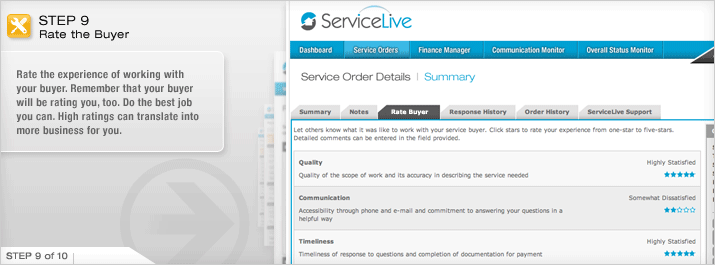 STEP 9
Rate the Buyer
Rate the experience of working with
your buyer. Remember that your buyer
will be rating you, too. Do the best job
you can. High ratings can translate into
more business for you.
STEP 9 of 10
ServiceLive
Dashboard Service Orders Finance Manager Communication Monitor Overall Status Monitor
Service Order Details | Summary
Summary Notes Rate Buyer Response History Order History ServiceLive Support
Let others know what it was like to work with your service buyer. Click stars to rate your experience from one-star to five-stars.
Detailed comments can be entered in the field provided.
Quality Highly Statisfied
Quality of the scope of work and its accuracy in describing the service needed
Communication Somewhat Dissatisfied
Accessibility through phone and e-mail and commitment to answering your questions in a
helpful way
Timeliness Highly Statisfied
Timeliness of response to questions and completion of documentation for payment